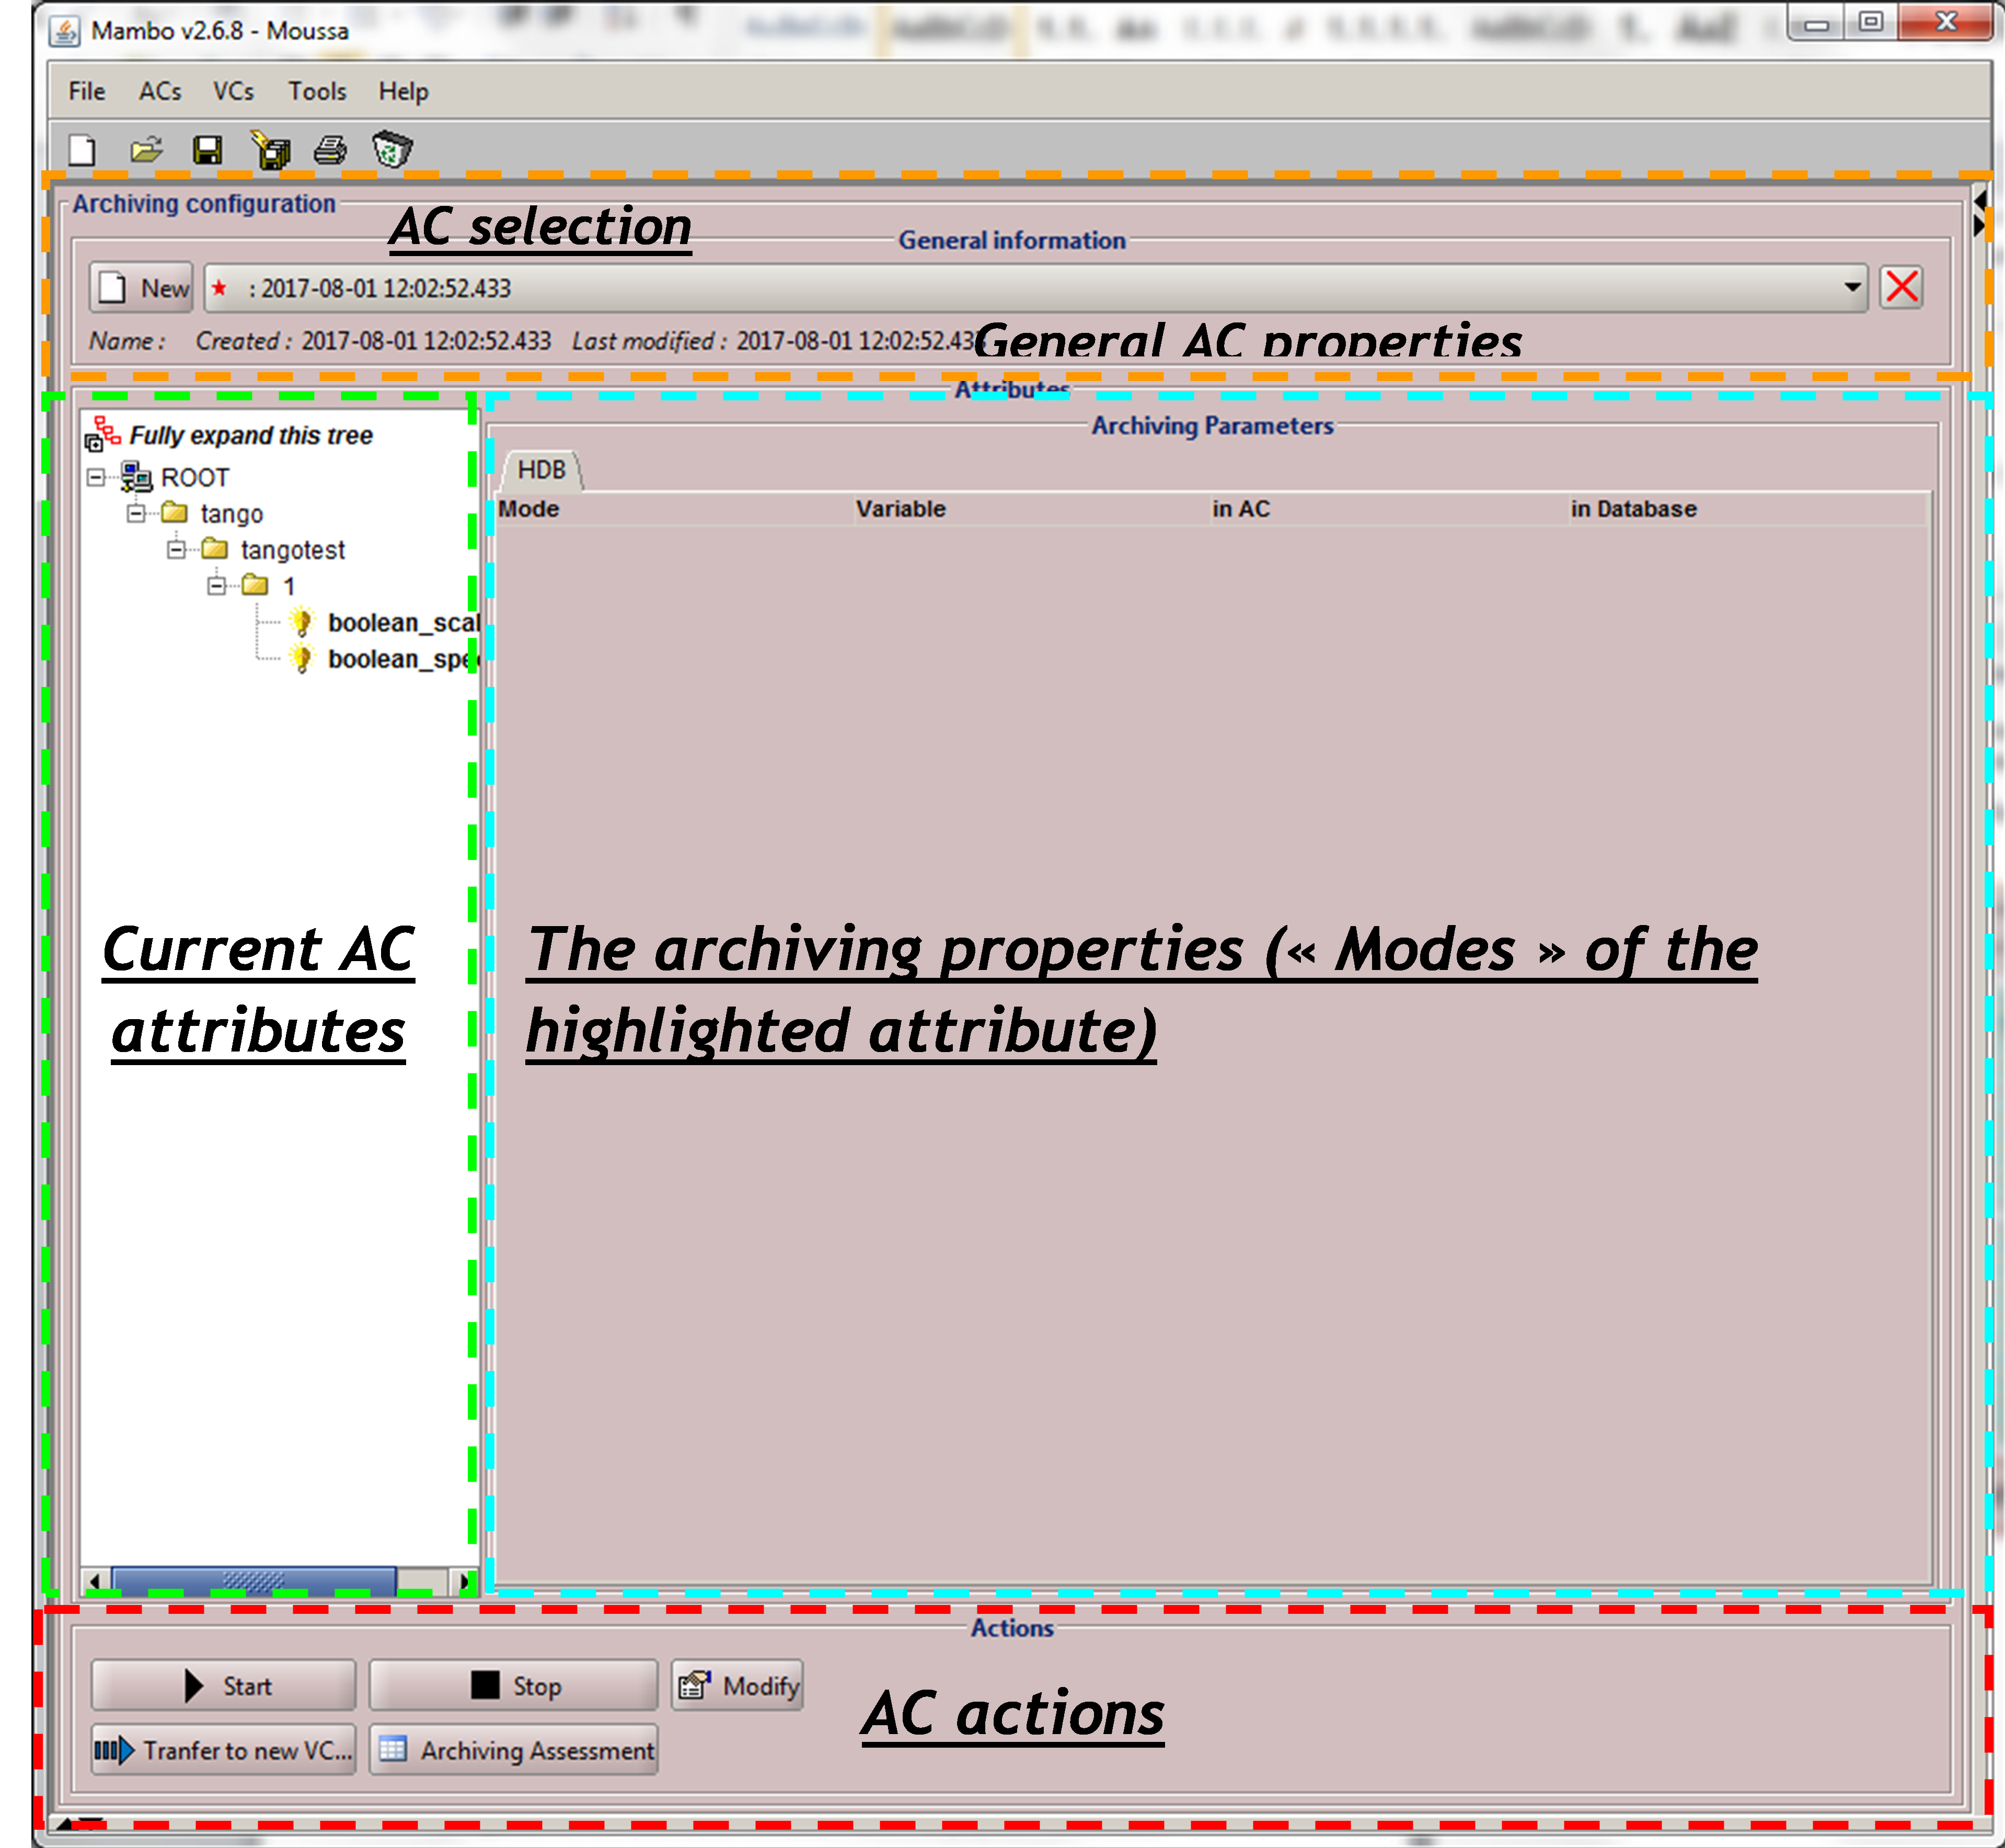 Mambo v2.6.8 - Moussa
File ACs VCs Tools Help
Archiving configuration
AC selection
General information
New
: 2017-08-01 12:02:52.433
Name : Created : 2017-08-01 12:02:52.433 Last modified : 2017-08-01 12:02:52.433
General AC properties
Attributes
Fully expand this tree
Archiving Parameters
HDB
ROOT
Mode Variable in AC in Database
tango
tangotest
1
boolean_scal
boolean_spe
Current AC
attributes
The archiving properties (« Modes » of the
highlighted attribute)
Actions
Start Stop Modify
AC actions
Tranfer to new VC... Archiving Assessment